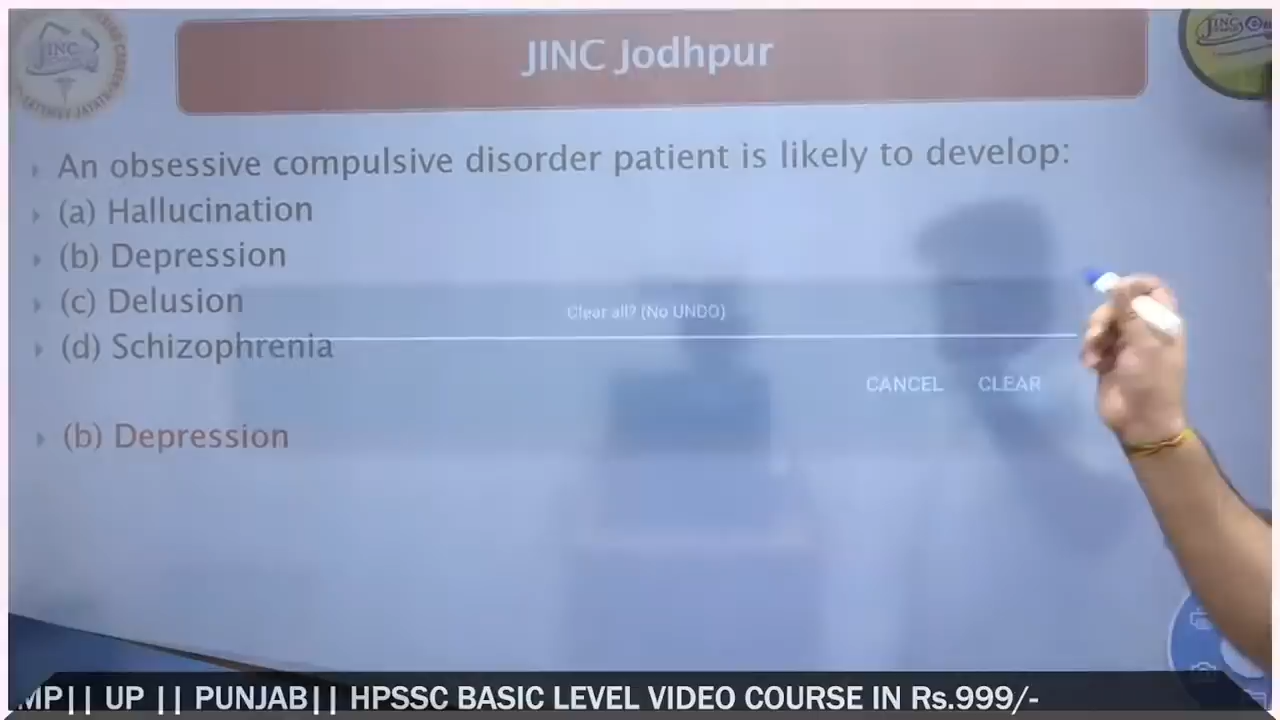 JINC Jodhpur
JINC
An obsessive compulsive disorder patient is likely to develop:
(a) Hallucination
(b) Depression
(c) Delusion
(d) Schizophrenia
Clear all? (No UNDO)
CANCEL CLEAR
(b) Depression
MP|| UP || PUNJAB|| HPSSC BASIC LEVEL VIDEO COURSE IN Rs.999/-